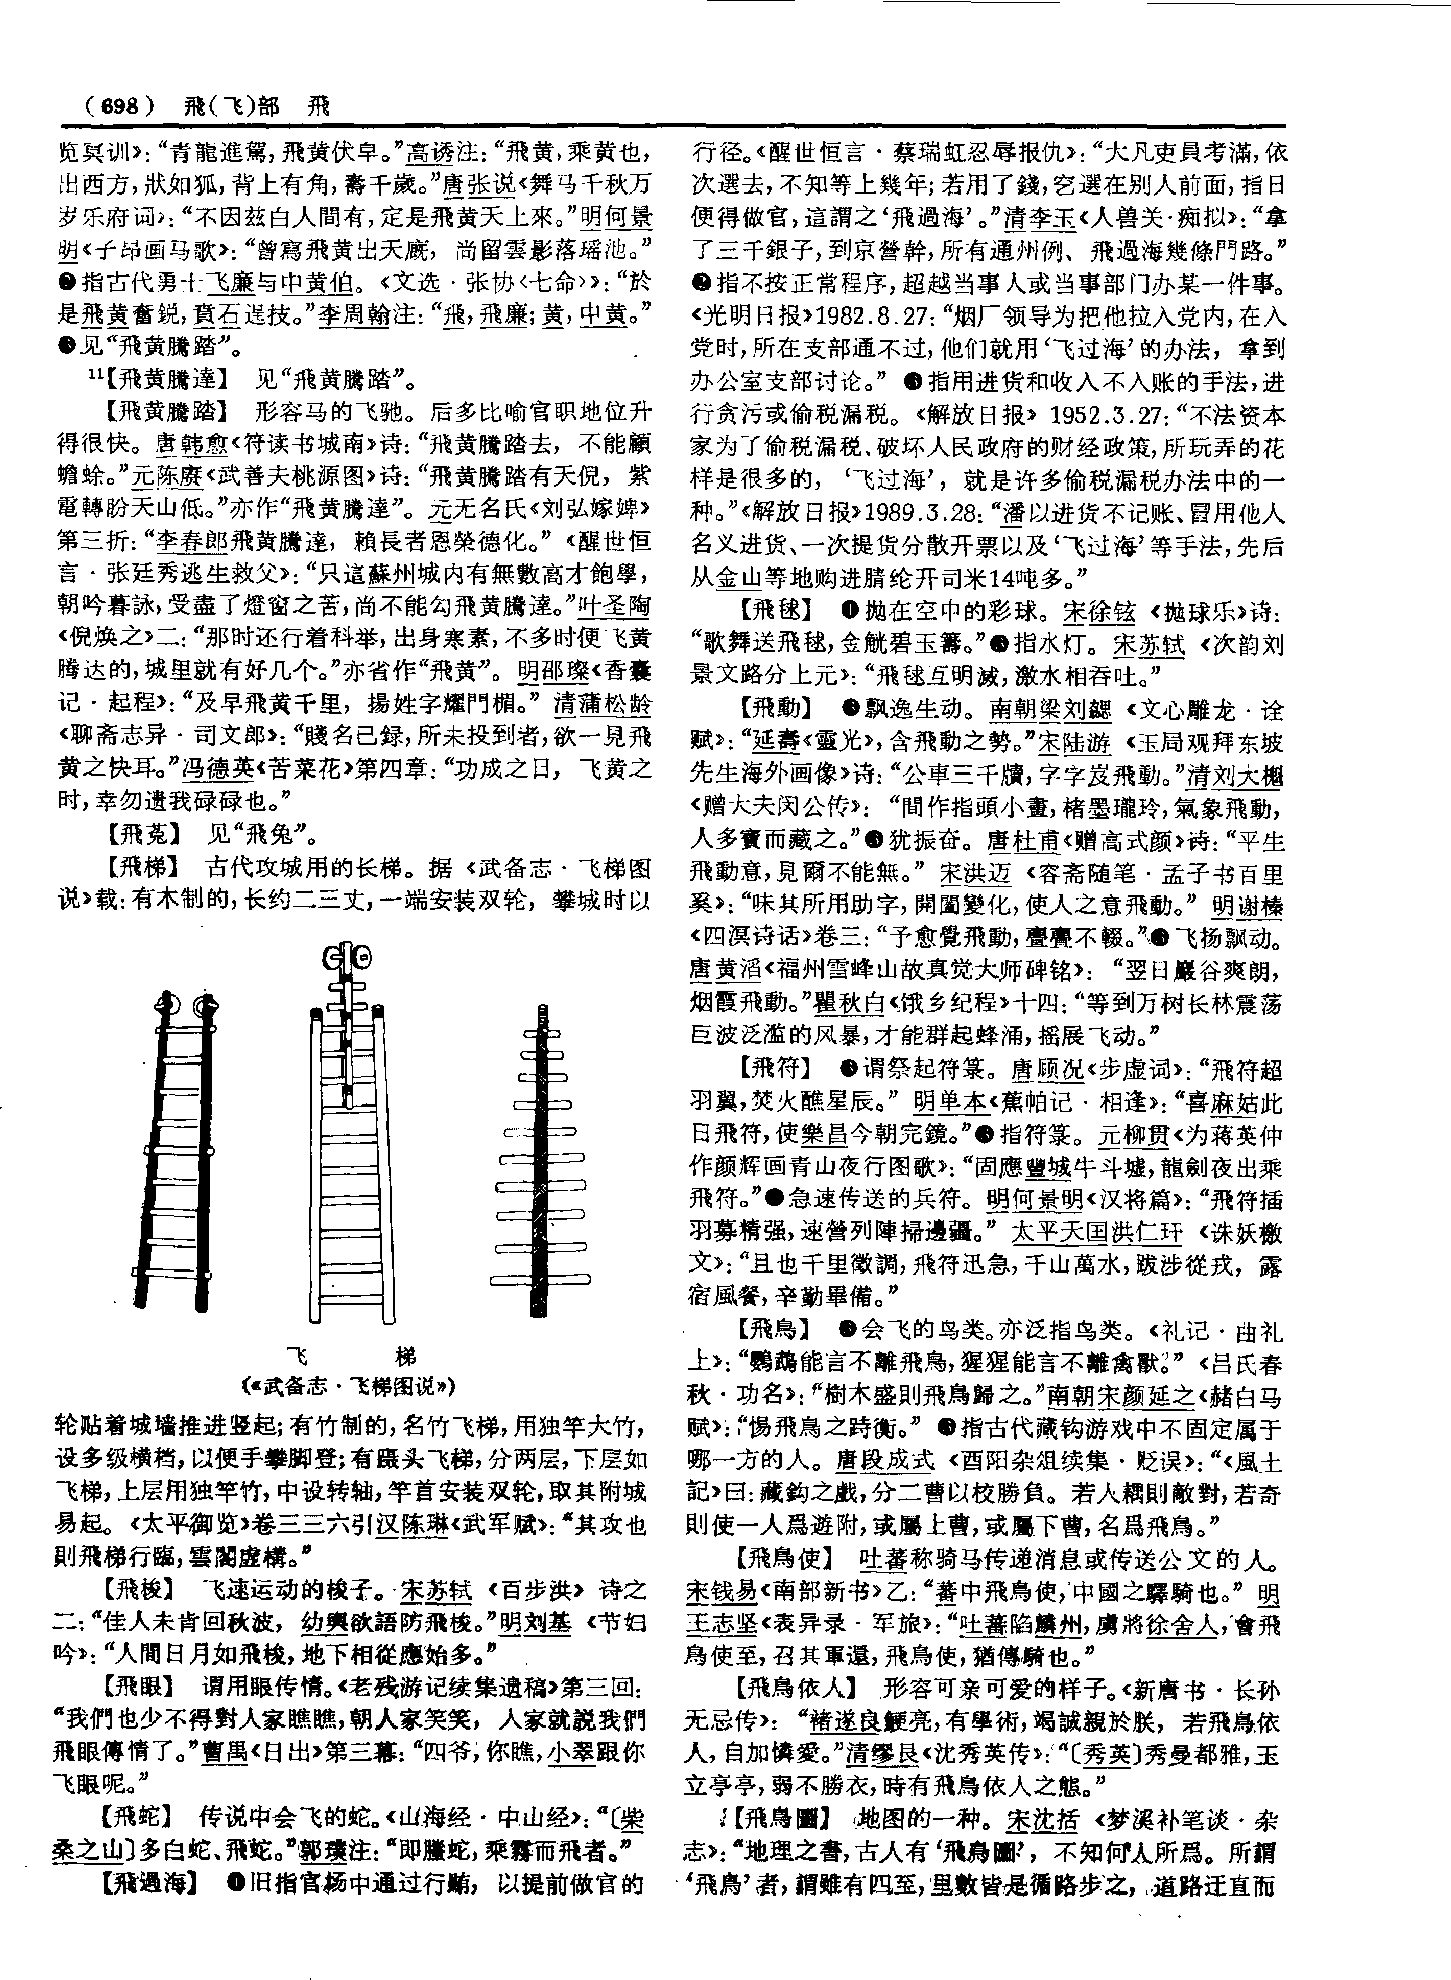 （698） 飛(飞)部 飛
览冥训》：“青龍進駕，飛黄伏皁。”高诱注：“飛黄，乘黄也，
出西方，狀如狐，背上有角，壽千歲。”唐张说《舞马千秋万
岁乐府词》：“不因兹白人間有，定是飛黄天上來。”明何景
明《子昂画马歌》：“曾寫飛黄出天廐，尚留雲影落瑶池。”
❷指古代勇士飞廉与中黄伯。《文选·张协〈七命〉》：“於
是飛黄奮鋭，賁石逞技。”李周翰注：“飛，飛廉；黄，中黄。”
❸见“飛黄騰踏”。
11【飛黄騰達】 见“飛黄騰踏”。
【飛黄騰踏】 形容马的飞驰。后多比喻官职地位升
得很快。唐韩愈《符读书城南》诗：“飛黄騰踏去，不能顧
蟾蜍。”元陈赓《武善夫桃源图》诗：“飛黄騰踏有天倪，紫
電轉盼天山低。”亦作“飛黄騰達”。元无名氏《刘弘嫁婢》
第三折：“李春郎飛黄騰達，賴長者恩榮德化。”《醒世恒
言·张廷秀逃生救父》：“只這蘇州城内有無數高才飽學，
朝吟暮詠，受盡了燈窗之苦，尚不能勾飛黄騰達。”叶圣陶
《倪焕之》二：“那时还行着科举，出身寒素，不多时便飞黄
腾达的，城里就有好几个。”亦省作“飛黄”。明邵璨《香囊
记·起程》：“及早飛黄千里，揚姓字耀門楣。”清蒲松龄
《聊斋志异·司文郎》：“賤名已録，所未投到者，欲一見飛
黄之快耳。”冯德英《苦菜花》第四章：“功成之日，飞黄之
时，幸勿遗我碌碌也。”
【飛菟】 见“飛兔”。
【飛梯】 古代攻城用的长梯。据《武备志·飞梯图
说》载：有木制的，长约二三丈，一端安装双轮，攀城时以
飞 梯
（《武备志·飞梯图说》）
轮贴着城墙推进竖起；有竹制的，名竹飞梯，用独竿大竹，
设多级横档，以便手攀脚登；有蹑头飞梯，分两层，下层如
飞梯，上层用独竿竹，中设转轴，竿首安装双轮，取其附城
易起。《太平御览》卷三三六引汉陈琳《武军赋》：“其攻也
則飛梯行臨，雲閣虚構。”
【飛梭】 飞速运动的梭子。宋苏轼《百步洪》诗之
二：“佳人未肯回秋波，幼輿欲語防飛梭。”明刘基《节妇
吟》：“人間日月如飛梭，地下相從應始多。”
【飛眼】 谓用眼传情。《老残游记续集遗稿》第三回：
“我們也少不得對人家瞧瞧，朝人家笑笑，人家就説我們
飛眼傳情了。”曹禺《日出》第三幕：“四爷，你瞧，小翠跟你
飞眼呢。”
【飛蛇】 传说中会飞的蛇。《山海经·中山经》：“〔柴
桑之山〕多白蛇、飛蛇。”郭璞注：“即螣蛇，乘霧而飛者。”
【飛過海】 ❶旧指官场中通过行贿，以提前做官的
行径。《醒世恒言·蔡瑞虹忍辱报仇》：“大凡吏員考滿，依
次選去，不知等上幾年；若用了錢，空選在别人前面，指日
便得做官，這謂之‘飛過海’。”清李玉《人兽关·痴拟》：“拿
了三千銀子，到京營幹，所有通州例、飛過海幾條門路。”
❷指不按正常程序，超越当事人或当事部门办某一件事。
《光明日报》1982.8.27：“烟厂领导为把他拉入党内，在入
党时，所在支部通不过，他们就用‘飞过海’的办法，拿到
办公室支部讨论。” ❸指用进货和收入不入账的手法，进
行贪污或偷税漏税。《解放日报》1952.3.27：“不法资本
家为了偷税漏税、破坏人民政府的财经政策，所玩弄的花
样是很多的，‘飞过海’，就是许多偷税漏税办法中的一
种。”《解放日报》1989.3.28：“潘以进货不记账、冒用他人
名义进货、一次提货分散开票以及‘飞过海’等手法，先后
从金山等地购进腈纶开司米14吨多。”
【飛毬】 ❶抛在空中的彩球。宋徐铉《抛球乐》诗：
“歌舞送飛毬，金觥碧玉籌。”❷指水灯。宋苏轼《次韵刘
景文路分上元》：“飛毬互明滅，激水相吞吐。”
【飛動】 ❶飘逸生动。南朝梁刘勰《文心雕龙·诠
赋》：“延壽《靈光》，含飛動之勢。”宋陆游《玉局观拜东坡
先生海外画像》诗：“公車三千牘，字字岌飛動。”清刘大櫆
《赠大夫闵公传》：“間作指頭小畫，楮墨瓏玲，氣象飛動，
人多寶而藏之。”❷犹振奋。唐杜甫《赠高式颜》诗：“平生
飛動意，見爾不能無。” 宋洪迈《容斋随笔·孟子书百里
奚》：“味其所用助字，開闔變化，使人之意飛動。” 明谢榛
《四溟诗话》卷三：“予愈覺飛動，亹亹不輟。”❸飞扬飘动。
唐黄滔《福州雪峰山故真觉大师碑铭》：“翌日巖谷爽朗，
烟霞飛動。”瞿秋白《饿乡纪程》十四：“等到万树长林震荡
巨波泛滥的风暴，才能群起蜂涌，摇展飞动。”
【飛符】 ❶谓祭起符箓。唐顾况《步虚词》：“飛符超
羽翼，焚火醮星辰。” 明单本《蕉帕记·相逢》：“喜麻姑此
日飛符，使樂昌今朝完鏡。”❷指符箓。元柳贯《为蒋英仲
作颜辉画青山夜行图歌》：“固應豐城牛斗墟，龍劍夜出乘
飛符。”❸急速传送的兵符。明何景明《汉将篇》：“飛符插
羽募精强，速營列陣掃邊疆。” 太平天国洪仁玕《诛妖檄
文》：“且也千里徵調，飛符迅急，千山萬水，跋涉從戎，露
宿風餐，辛勤畢備。”
【飛鳥】 ❶会飞的鸟类。亦泛指鸟类。《礼记·曲礼
上》：“鸚鵡能言不離飛鳥，猩猩能言不離禽獸。”《吕氏春
秋·功名》：“樹木盛則飛鳥歸之。”南朝宋颜延之《赭白马
赋》：“惕飛鳥之跱衡。” ❷指古代藏钩游戏中不固定属于
哪一方的人。唐段成式《酉阳杂俎续集·贬误》：“《風土
記》曰：藏鈎之戲，分二曹以校勝負。若人耦則敵對，若奇
則使一人爲遊附，或屬上曹，或屬下曹，名爲飛鳥。”
【飛鳥使】 吐蕃称骑马传递消息或传送公文的人。
宋钱易《南部新书》乙：“蕃中飛鳥使，中國之驛騎也。” 明
王志坚《表异录·军旅》：“吐蕃陷麟州，虜將徐舍人，會飛
鳥使至，召其軍還，飛鳥使，猶傳騎也。”
【飛鳥依人】 形容可亲可爱的样子。《新唐书·长孙
无忌传》：“褚遂良鯁亮，有學術，竭誠親於朕，若飛鳥依
人，自加憐愛。”清缪艮《沈秀英传》：“〔秀英〕秀曼都雅，玉
立亭亭，弱不勝衣，時有飛鳥依人之態。”
【飛鳥圖】 地图的一种。宋沈括《梦溪补笔谈·杂
志》：“地理之書，古人有‘飛鳥圖’，不知何人所爲。所謂
‘飛鳥’者，謂雖有四至，里數皆是循路步之，道路迂直而